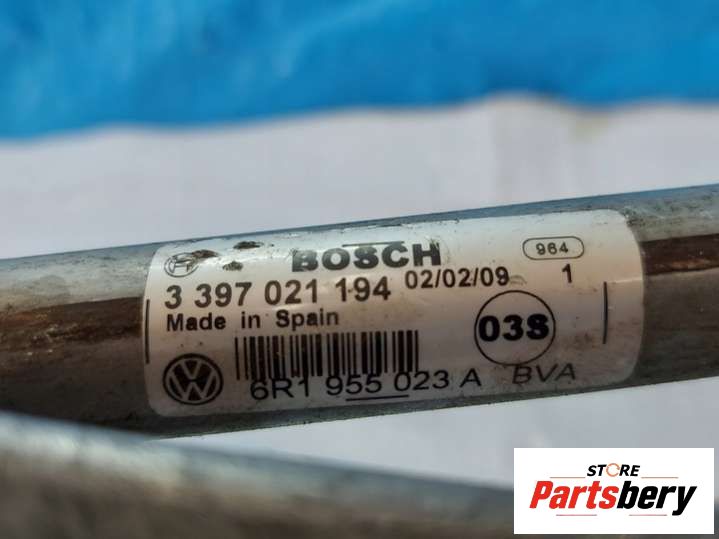 BOSCH
964
3 397 021 194 02/02/09 1
Made in Spain
03S
6R1 955 023 A BVA
STORE
Partsbery